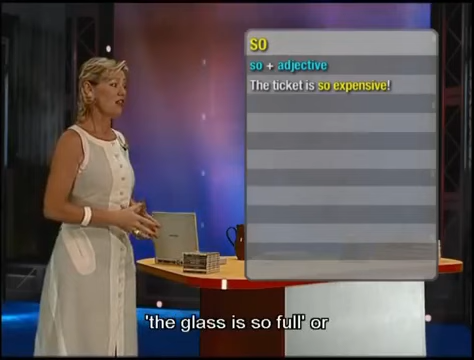 SO
so + adjective
The ticket is so expensive!
'the glass is so full' or